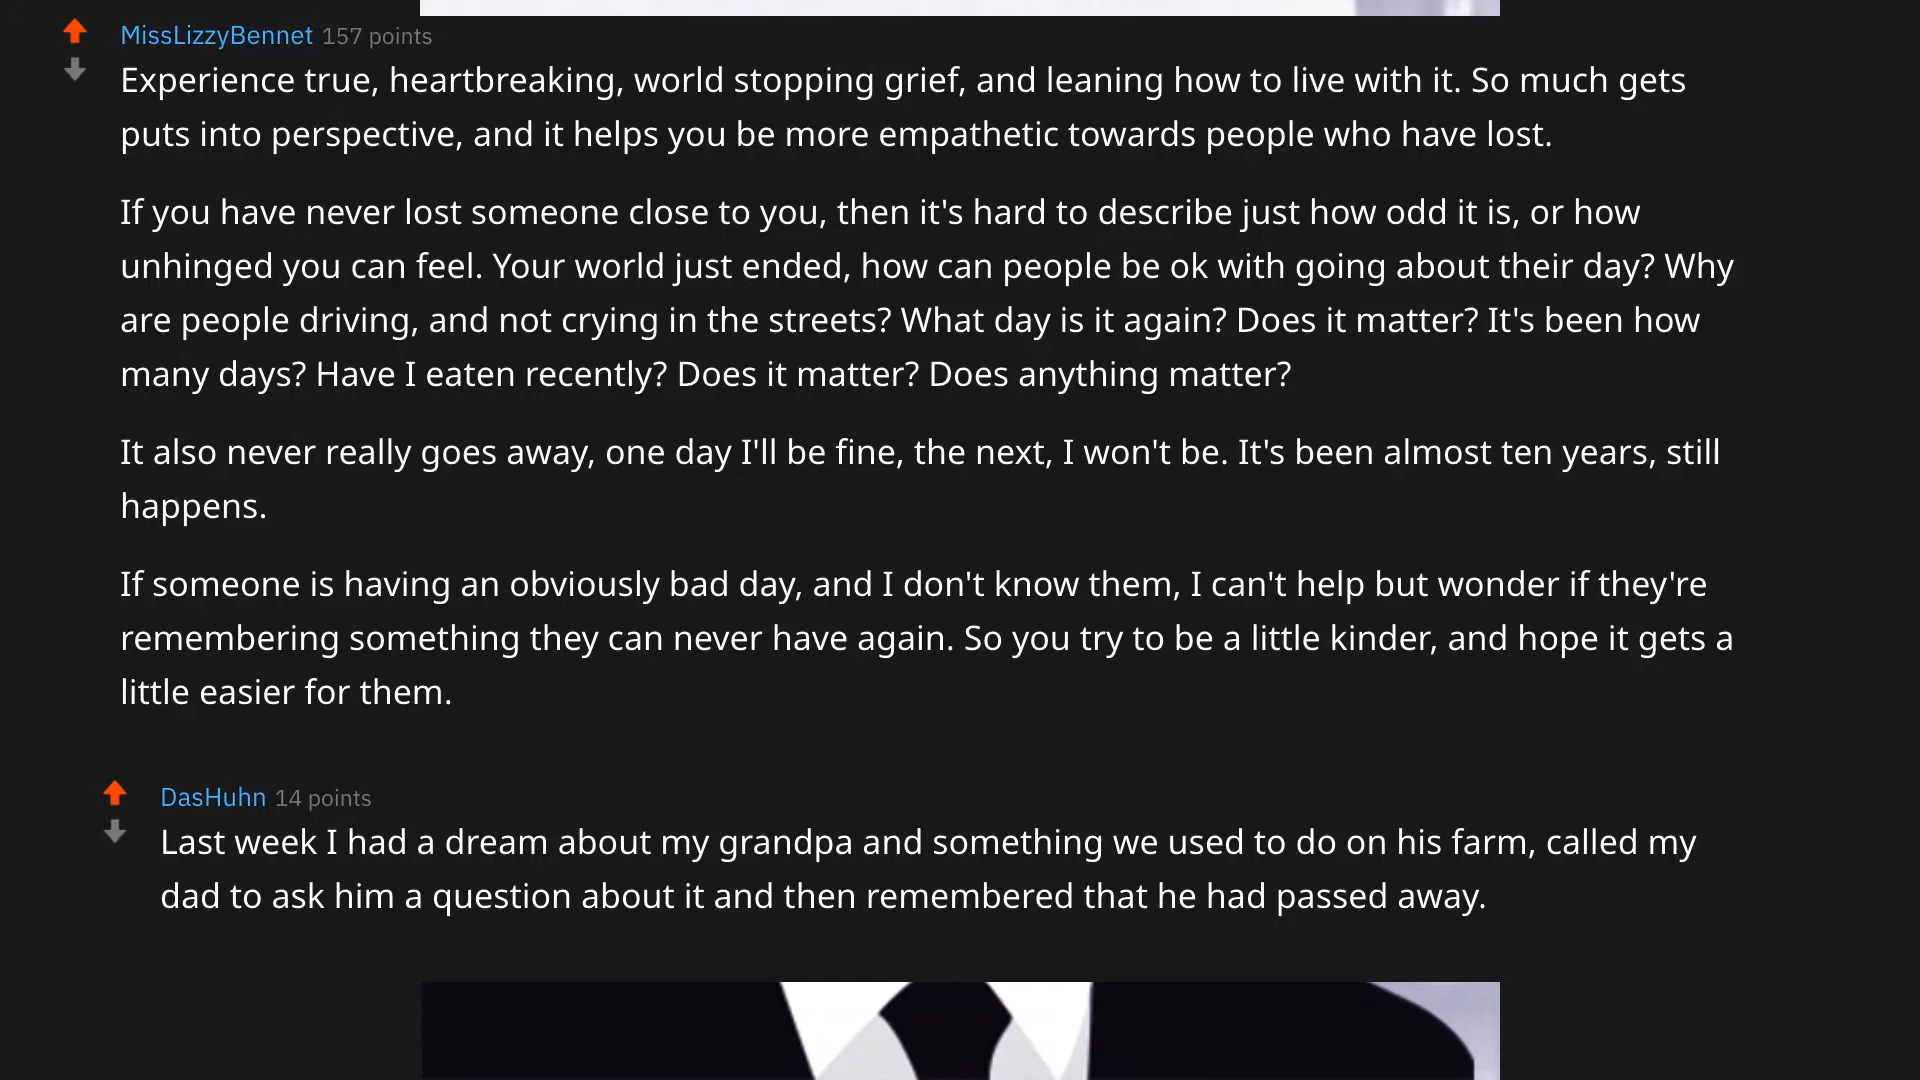 MissLizzyBennet 157 points
Experience true, heartbreaking, world stopping grief, and leaning how to live with it. So much gets
puts into perspective, and it helps you be more empathetic towards people who have lost.
If you have never lost someone close to you, then it's hard to describe just how odd it is, or how
unhinged you can feel. Your world just ended, how can people be ok with going about their day? Why
are people driving, and not crying in the streets? What day is it again? Does it matter? It's been how
many days? Have I eaten recently? Does it matter? Does anything matter?
It also never really goes away, one day I'll be fine, the next, I won't be. It's been almost ten years, still
happens.
If someone is having an obviously bad day, and I don't know them, I can't help but wonder if they're
remembering something they can never have again. So you try to be a little kinder, and hope it gets a
little easier for them.
DasHuhn 14 points
Last week I had a dream about my grandpa and something we used to do on his farm, called my
dad to ask him a question about it and then remembered that he had passed away.